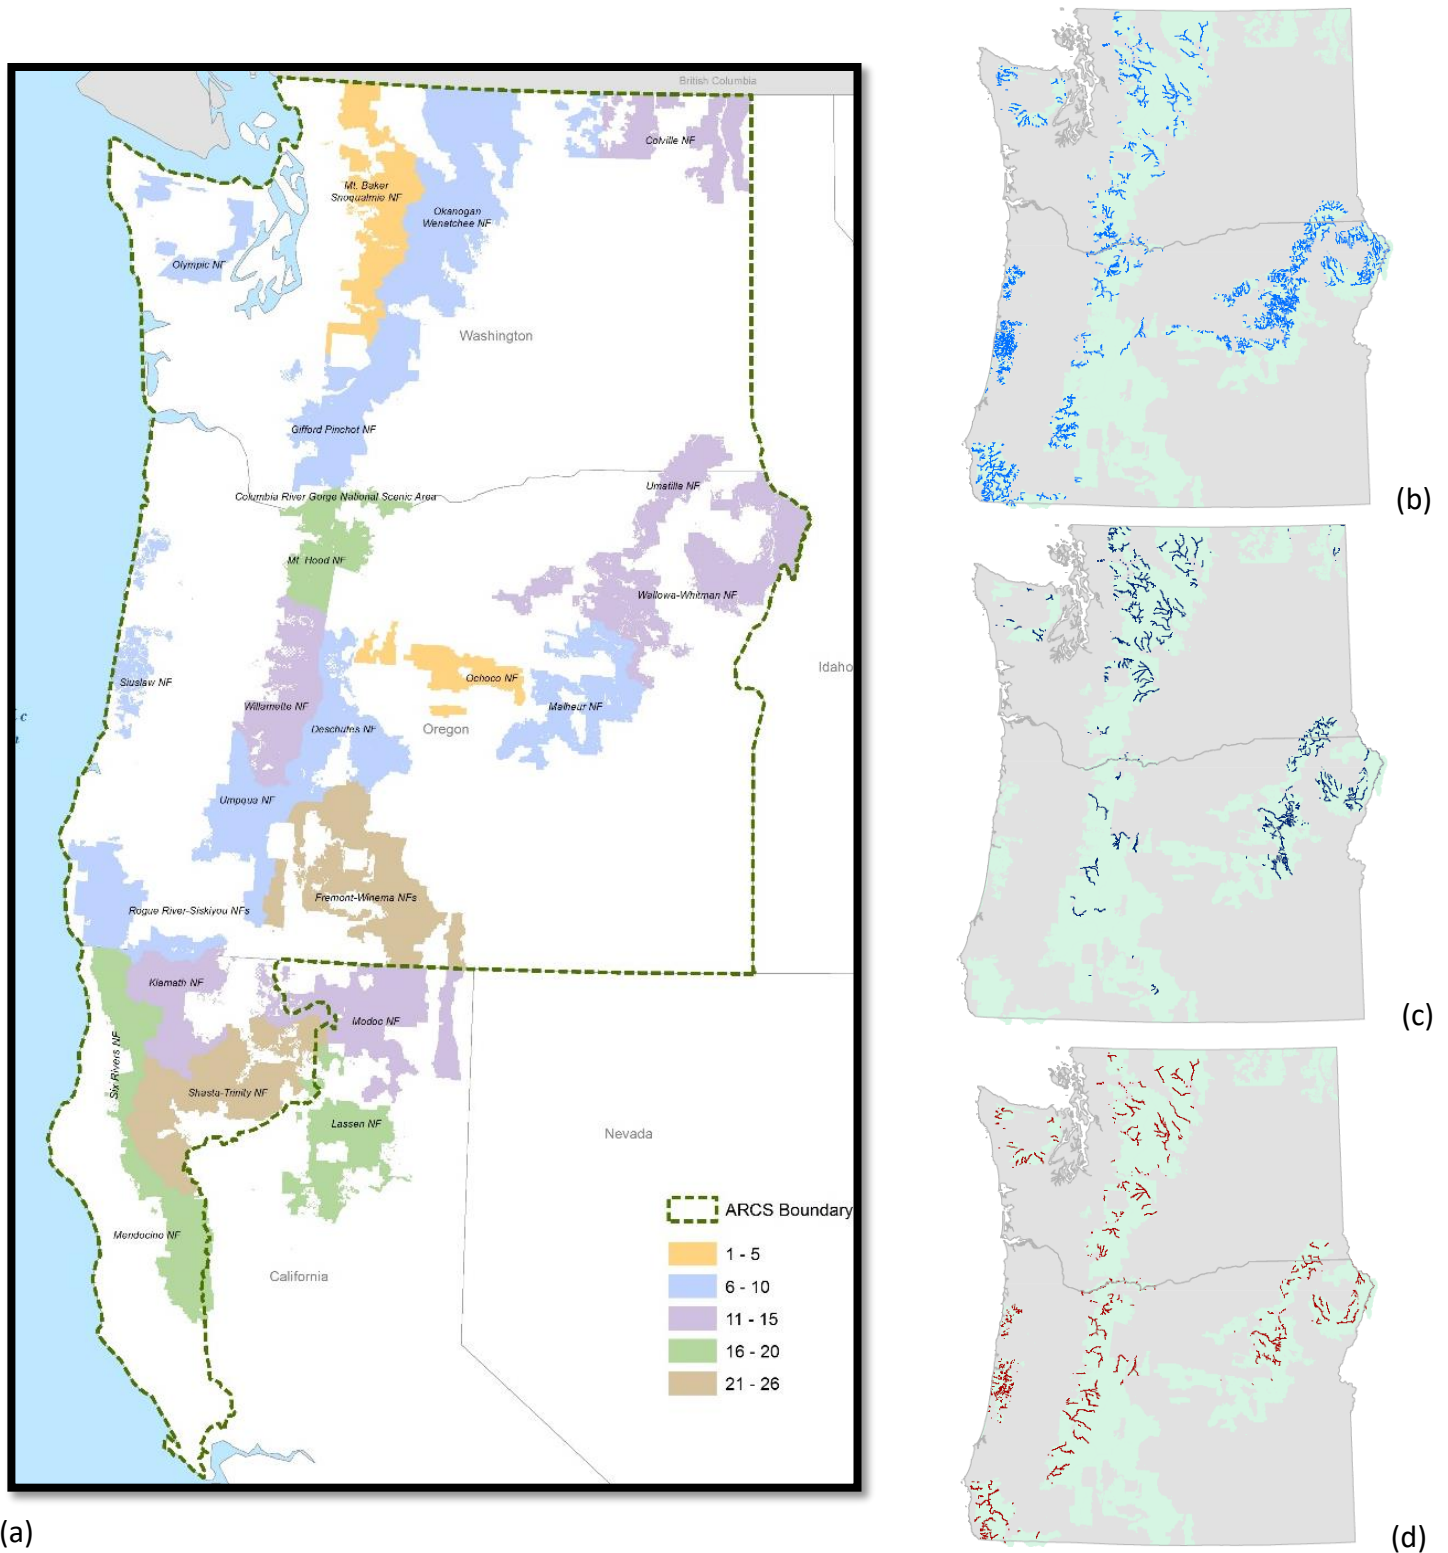 British Columbia
Colville NF
Mt. Baker
Snoqualmie NF
Okanogan
Wenatchee NF
Olympic NF
Washington
Gifford Pinchot NF
Columbia River Gorge National Scenic Area
Umatilla NF
Mt. Hood NF
Wallowa-Whitman NF
Idaho
Siuslaw NF
Ochoco NF
Willamette NF
Malheur NF
Deschutes NF
Oregon
Umpqua NF
Fremont-Winema NFs
Rogue River-Siskiyou NFs
Klamath NF
Modoc NF
Six Rivers NF
Shasta-Trinity NF
Lassen NF
Nevada
Mendocino NF
California
ARCS Boundary
1 - 5
6 - 10
11 - 15
16 - 20
21 - 26
(a)
(b)
(c)
(d)